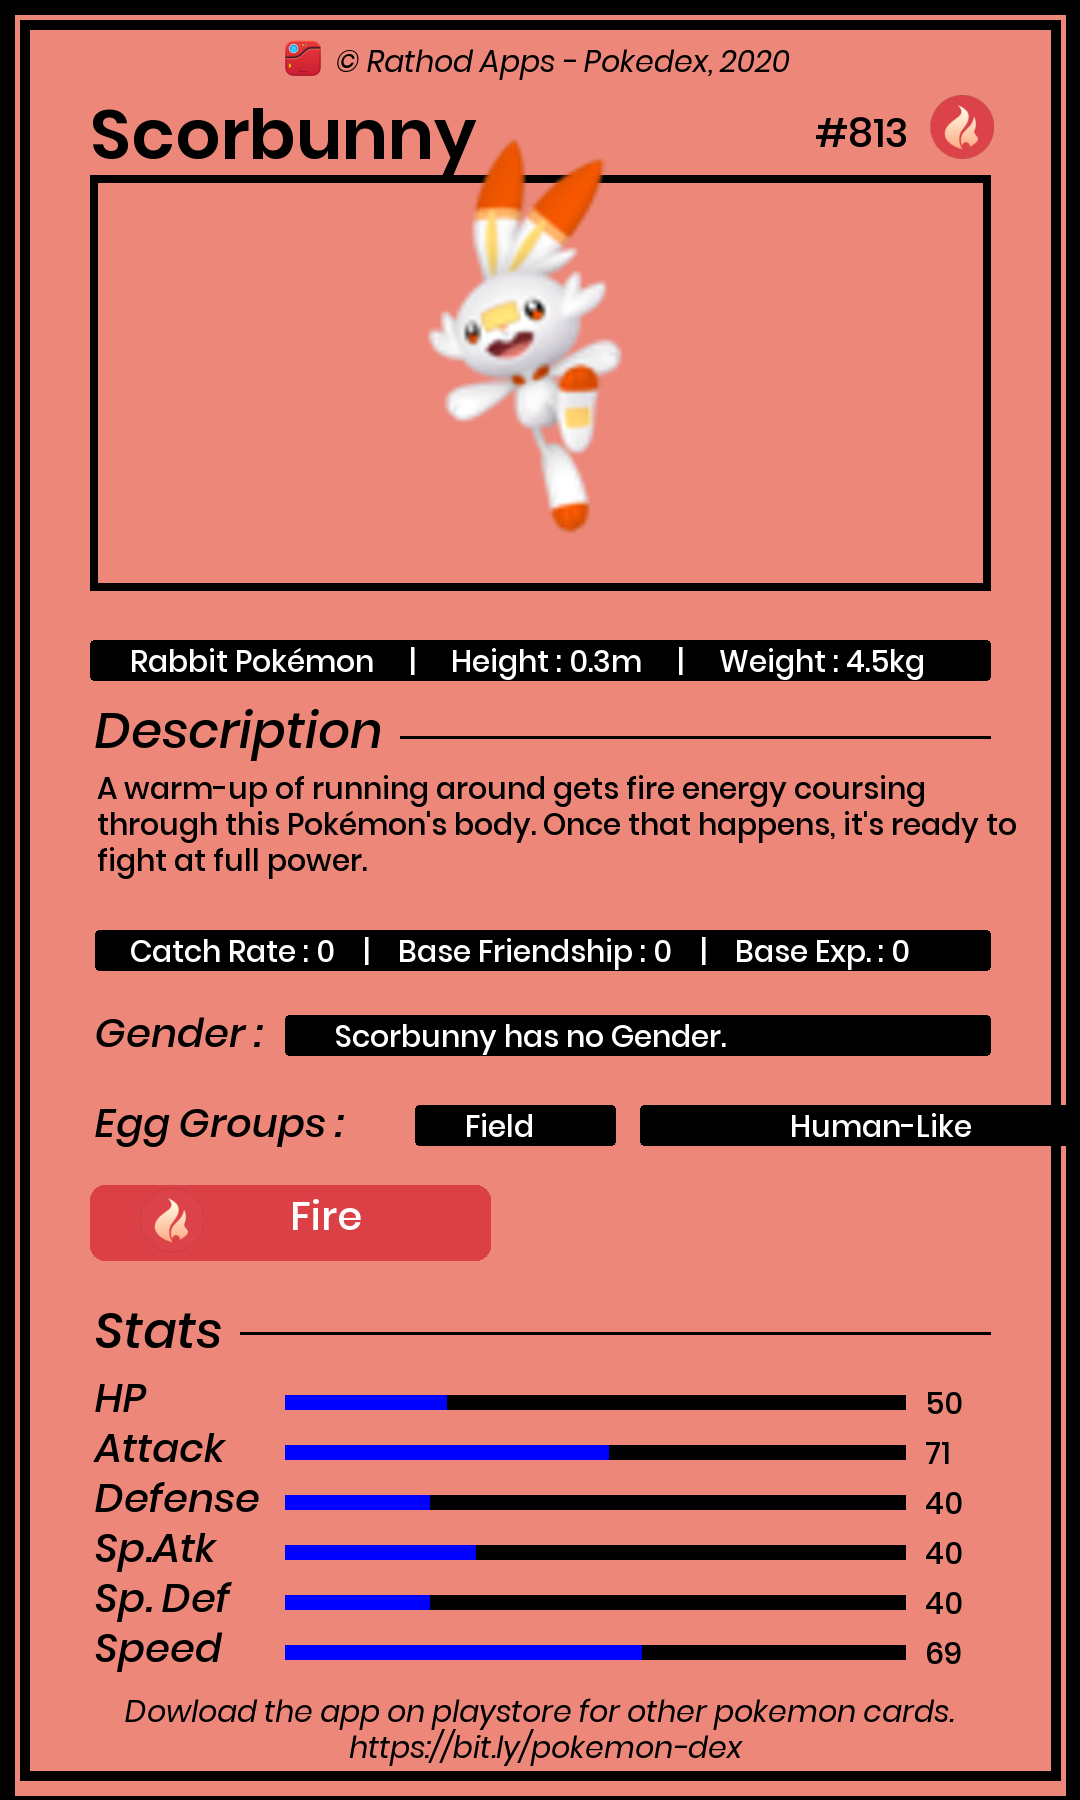 © Rathod Apps - Pokedex, 2020
Scorbunny
#813
Rabbit Pokémon | Height : 0.3m | Weight : 4.5kg
Description
A warm-up of running around gets fire energy coursing
through this Pokémon's body. Once that happens, it's ready to
fight at full power.
Catch Rate : 0 | Base Friendship : 0 | Base Exp. : 0
Gender : Scorbunny has no Gender.
Egg Groups : Field Human-Like
Fire
Stats
HP 50
Attack 71
Defense 40
Sp.Atk 40
Sp. Def 40
Speed 69
Dowload the app on playstore for other pokemon cards.
https://bit.ly/pokemon-dex